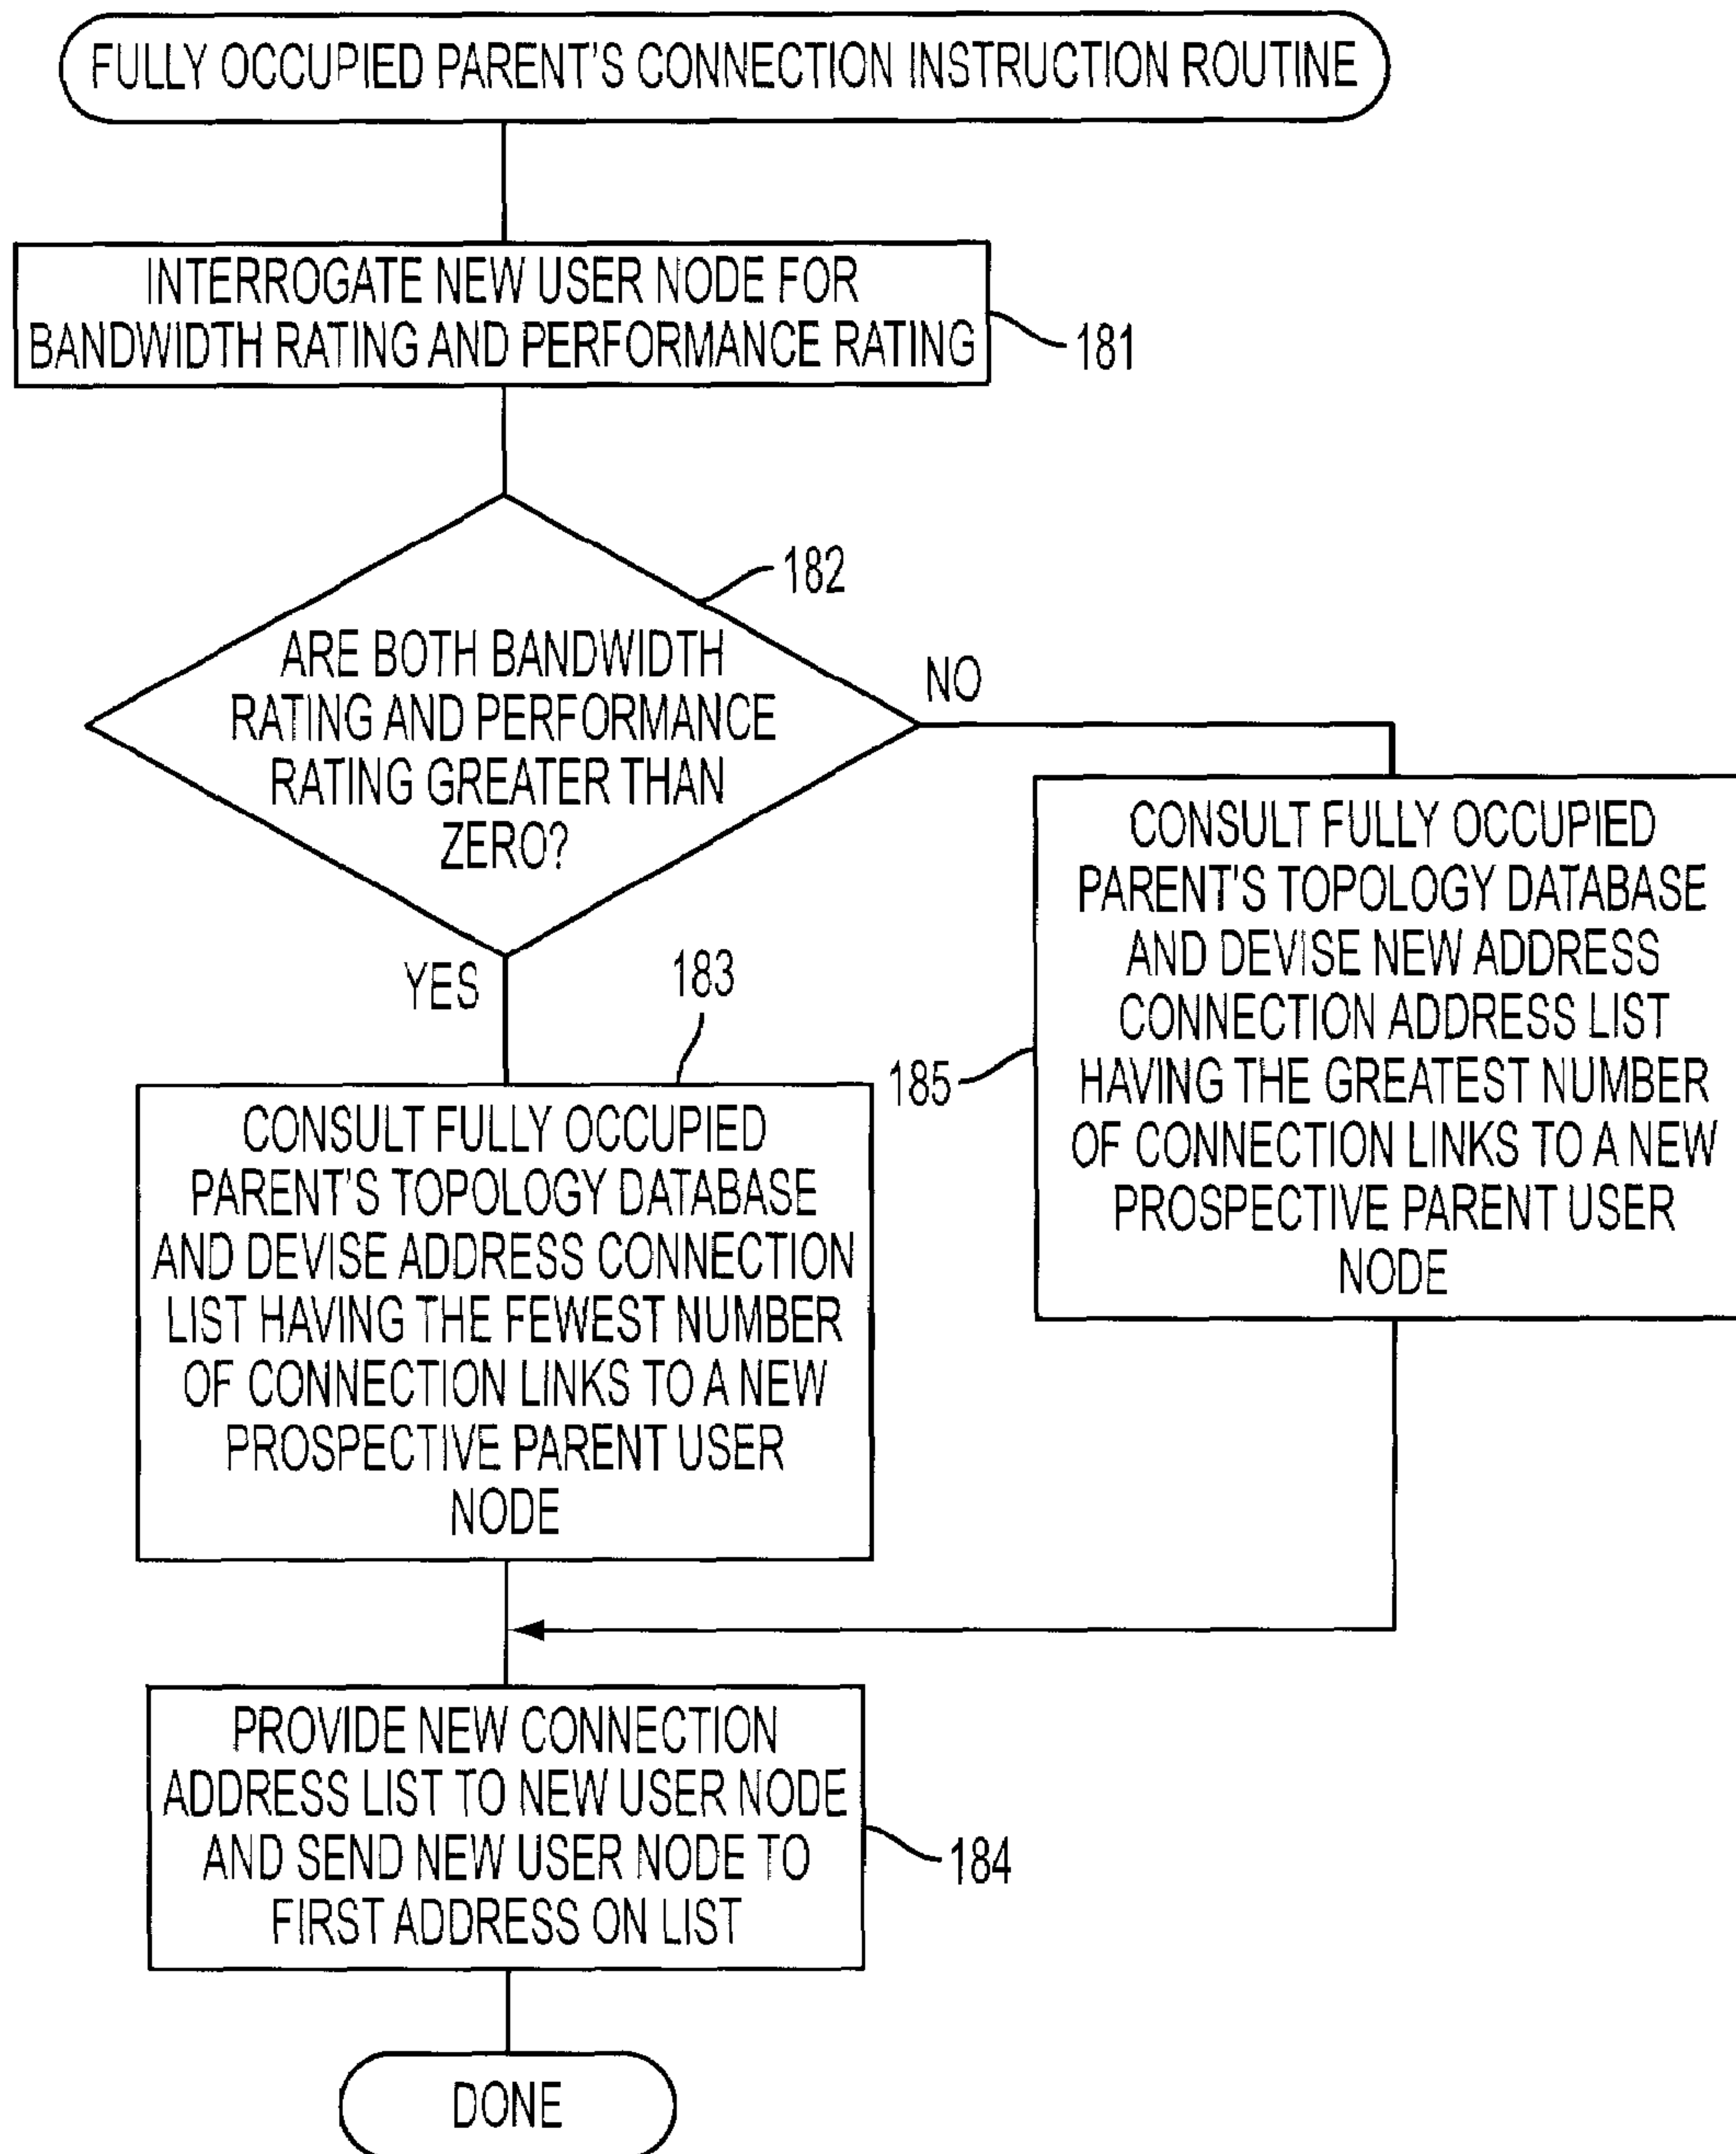 FULLY OCCUPIED PARENT'S CONNECTION INSTRUCTION ROUTINE
INTERROGATE NEW USER NODE FOR
BANDWIDTH RATING AND PERFORMANCE RATING
181
182
ARE BOTH BANDWIDTH
RATING AND PERFORMANCE
RATING GREATER THAN
ZERO?
NO
YES
183
CONSULT FULLY OCCUPIED
PARENT'S TOPOLOGY DATABASE
AND DEVISE NEW ADDRESS
CONNECTION ADDRESS LIST
HAVING THE GREATEST NUMBER
OF CONNECTION LINKS TO A NEW
PROSPECTIVE PARENT USER
NODE
185
CONSULT FULLY OCCUPIED
PARENT'S TOPOLOGY DATABASE
AND DEVISE ADDRESS CONNECTION
LIST HAVING THE FEWEST NUMBER
OF CONNECTION LINKS TO A NEW
PROSPECTIVE PARENT USER
NODE
PROVIDE NEW CONNECTION
ADDRESS LIST TO NEW USER NODE
AND SEND NEW USER NODE TO
FIRST ADDRESS ON LIST
184
DONE